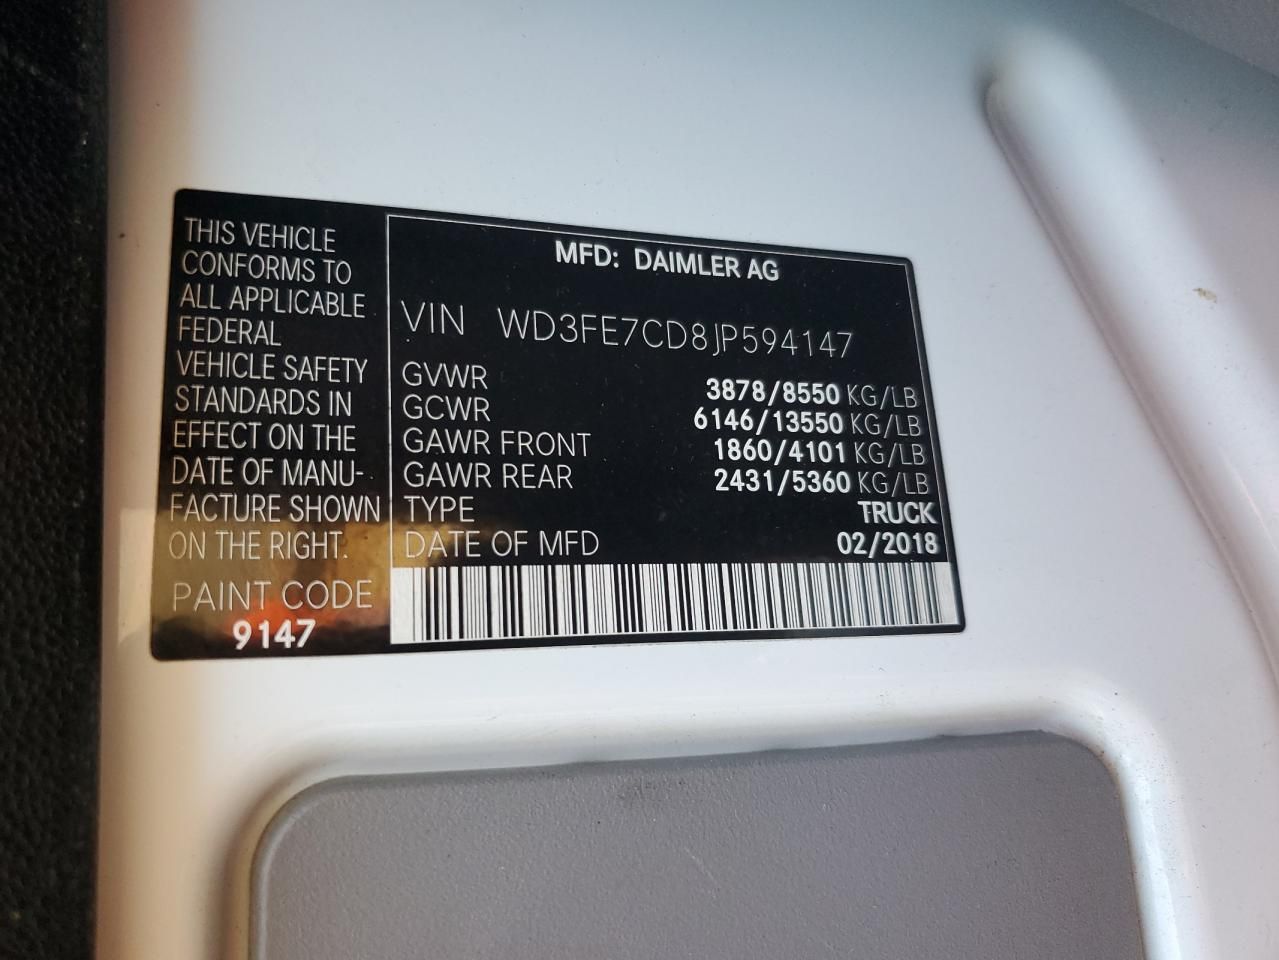 THIS VEHICLE
CONFORMS TO
ALL APPLICABLE
FEDERAL
VEHICLE SAFETY
STANDARDS IN
EFFECT ON THE
DATE OF MANU-
FACTURE SHOWN
ON THE RIGHT.
PAINT CODE
9147
MFD: DAIMLER AG
VIN WD3FE7CD8JP594147
GVWR 3878/8550 KG/LB
GCWR 6146/13550 KG/LB
GAWR FRONT 1860/4101 KG/LB
GAWR REAR 2431/5360 KG/LB
TYPE TRUCK
DATE OF MFD 02/2018